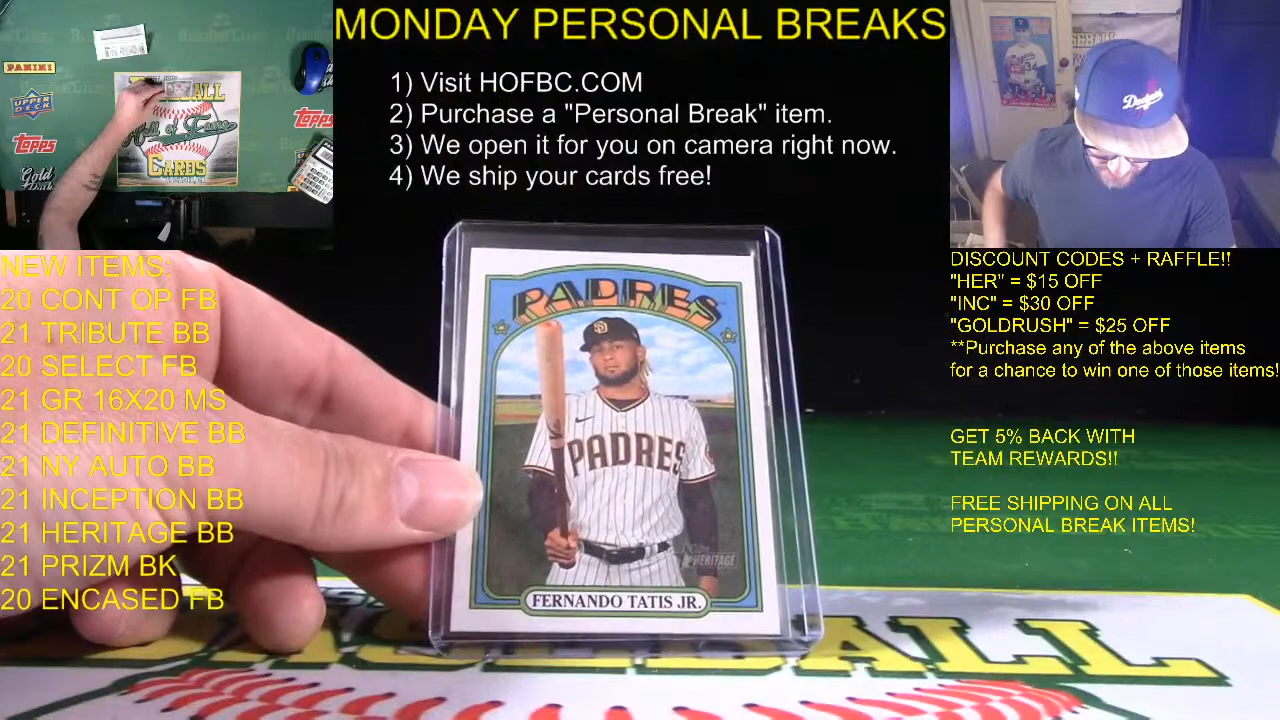 MONDAY PERSONAL BREAKS
1) Visit HOFBC.COM
2) Purchase a "Personal Break" item.
3) We open it for you on camera right now.
4) We ship your cards free!
PANINI
UPPER
DECK
Topps
Gold
Topps
BASEBALL
Hall of Fame
CARDS
Dodgers
34
NEW ITEMS:
20 CONT OP FB
21 TRIBUTE BB
20 SELECT FB
21 GR 16X20 MS
21 DEFINITIVE BB
21 NY AUTO BB
21 INCEPTION BB
21 HERITAGE BB
21 PRIZM BK
20 ENCASED FB
PADRES
PADRES
HERITAGE
FERNANDO TATIS JR.
DISCOUNT CODES + RAFFLE!!
"HER" = $15 OFF
"INC" = $30 OFF
"GOLDRUSH" = $25 OFF
**Purchase any of the above items
for a chance to win one of those items!
GET 5% BACK WITH
TEAM REWARDS!!
FREE SHIPPING ON ALL
PERSONAL BREAK ITEMS!
BASEBALL